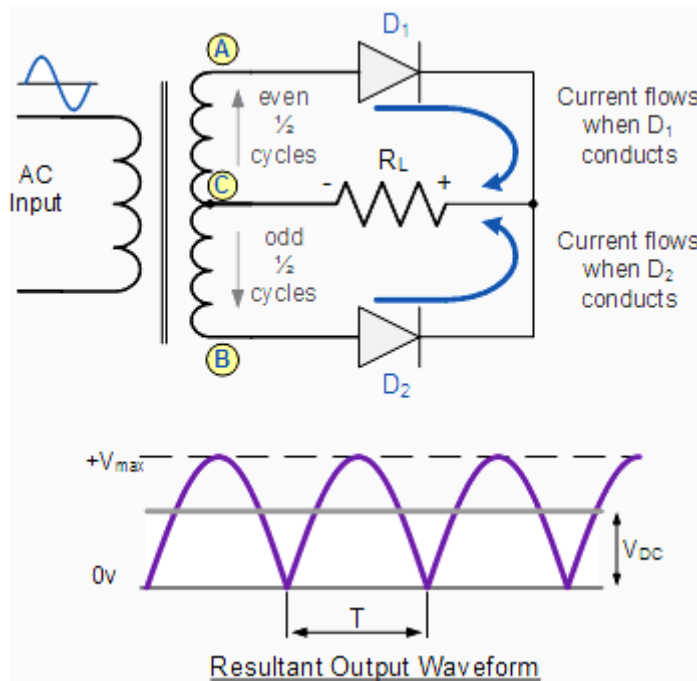 A
D1
even
½
cycles
Current flows
when D1
conducts
AC
Input
C
- RL +
odd
½
cycles
Current flows
when D2
conducts
B
D2
+Vmax
VDC
0v
T
Resultant Output Waveform